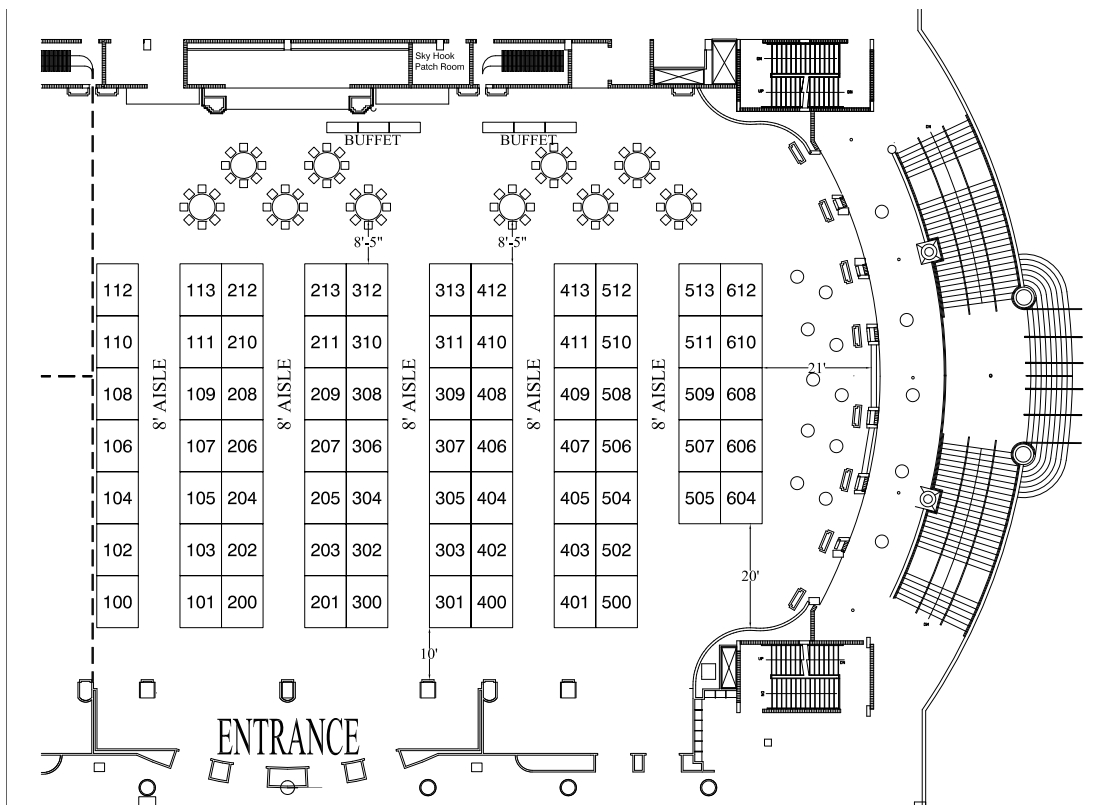 Sky Hook
Patch Room
BUFFET BUFFET
8'-5" 8'-5"
112 113 212 213 312 313 412 413 512 513 612
110 111 210 211 310 311 410 411 510 511 610
8' AISLE 8' AISLE 8' AISLE 8' AISLE 8' AISLE
21'
108 109 208 209 308 309 408 409 508 509 608
106 107 206 207 306 307 406 407 506 507 606
104 105 204 205 304 305 404 405 504 505 604
102 103 202 203 302 303 402 403 502
20'
100 101 200 201 300 301 400 401 500
10'
ENTRANCE